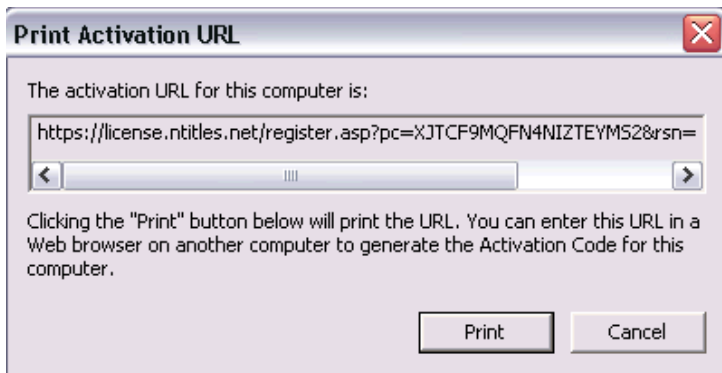 Print Activation URL
The activation URL for this computer is:
https://license.ntitles.net/register.asp?pc=XJTCF9MQFN4NIZTEYM52&rsn=
Clicking the "Print" button below will print the URL. You can enter this URL in a
Web browser on another computer to generate the Activation Code for this
computer.
Print
Cancel